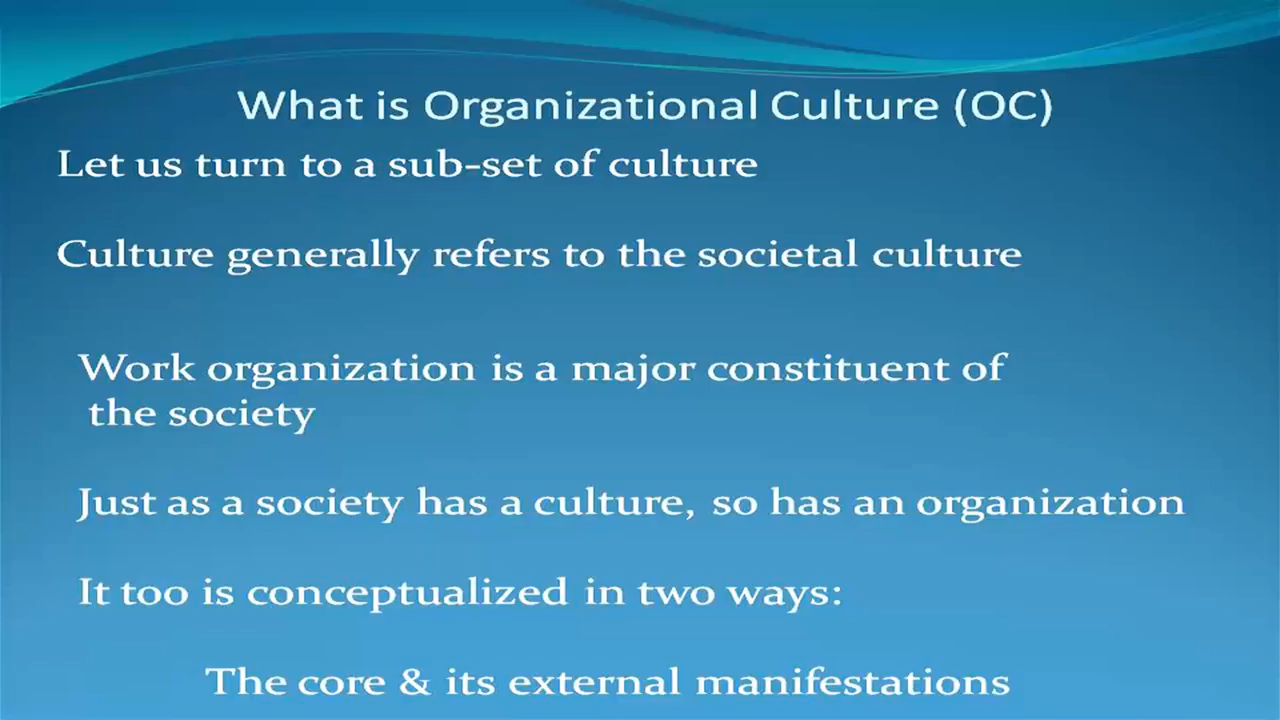 What is Organizational Culture (OC)
Let us turn to a sub-set of culture
Culture generally refers to the societal culture
Work organization is a major constituent of
the society
Just as a society has a culture, so has an organization
It too is conceptualized in two ways:
The core & its external manifestations